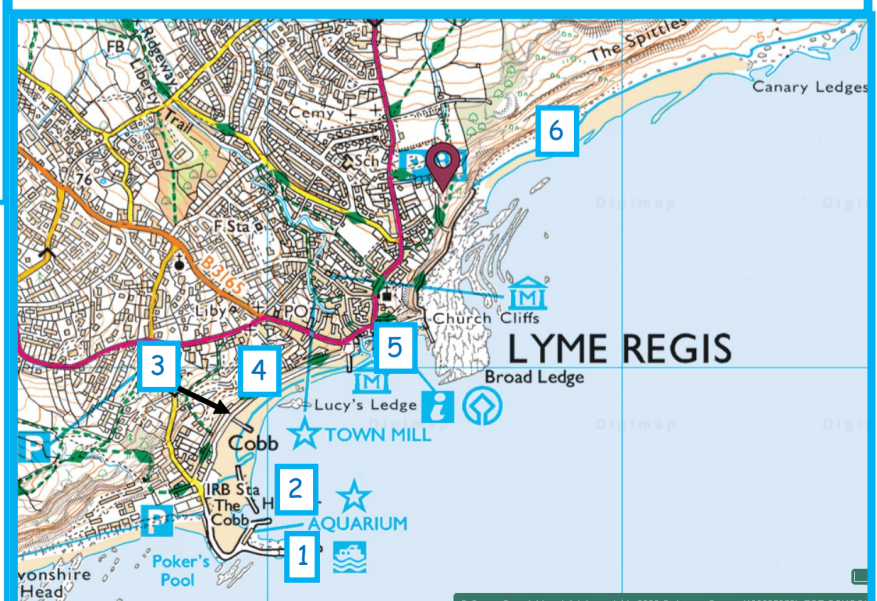 FB
Ridgeway
Liberty
Trail
The Spittles
5
Canary Ledges
Cemy
Sch
6
76
F Sta
Digimap
B 3165
Liby
PO
Church Cliffs
LYME REGIS
3
4
5
Broad Ledge
Lucy's Ledge
i
P
Cobb
TOWN MILL
Digimap
IRB Sta
The
Cobb
H
2
P
AQUARIUM
1
Poker's
Pool
vonshire
Head